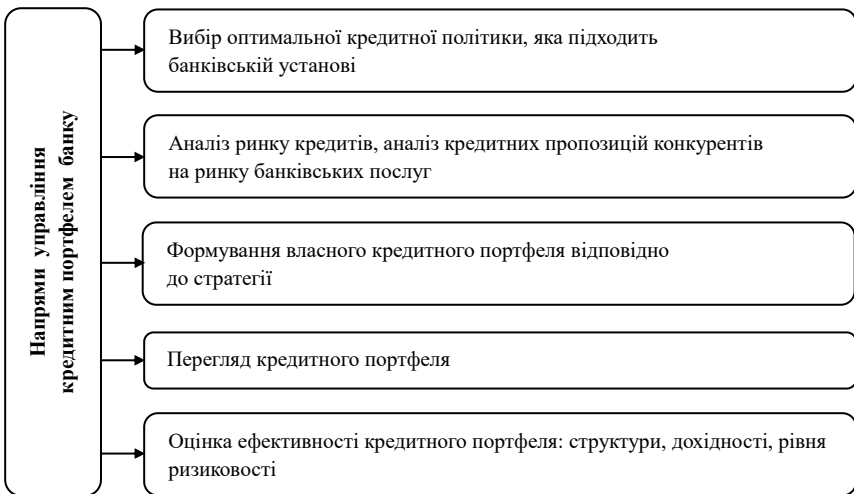 Напрями управління
кредитним портфелем банку
Вибір оптимальної кредитної політики, яка підходить
банківській установі
Аналіз ринку кредитів, аналіз кредитних пропозицій конкурентів
на ринку банківських послуг
Формування власного кредитного портфеля відповідно
до стратегії
Перегляд кредитного портфеля
Оцінка ефективності кредитного портфеля: структури, дохідності, рівня
ризиковості